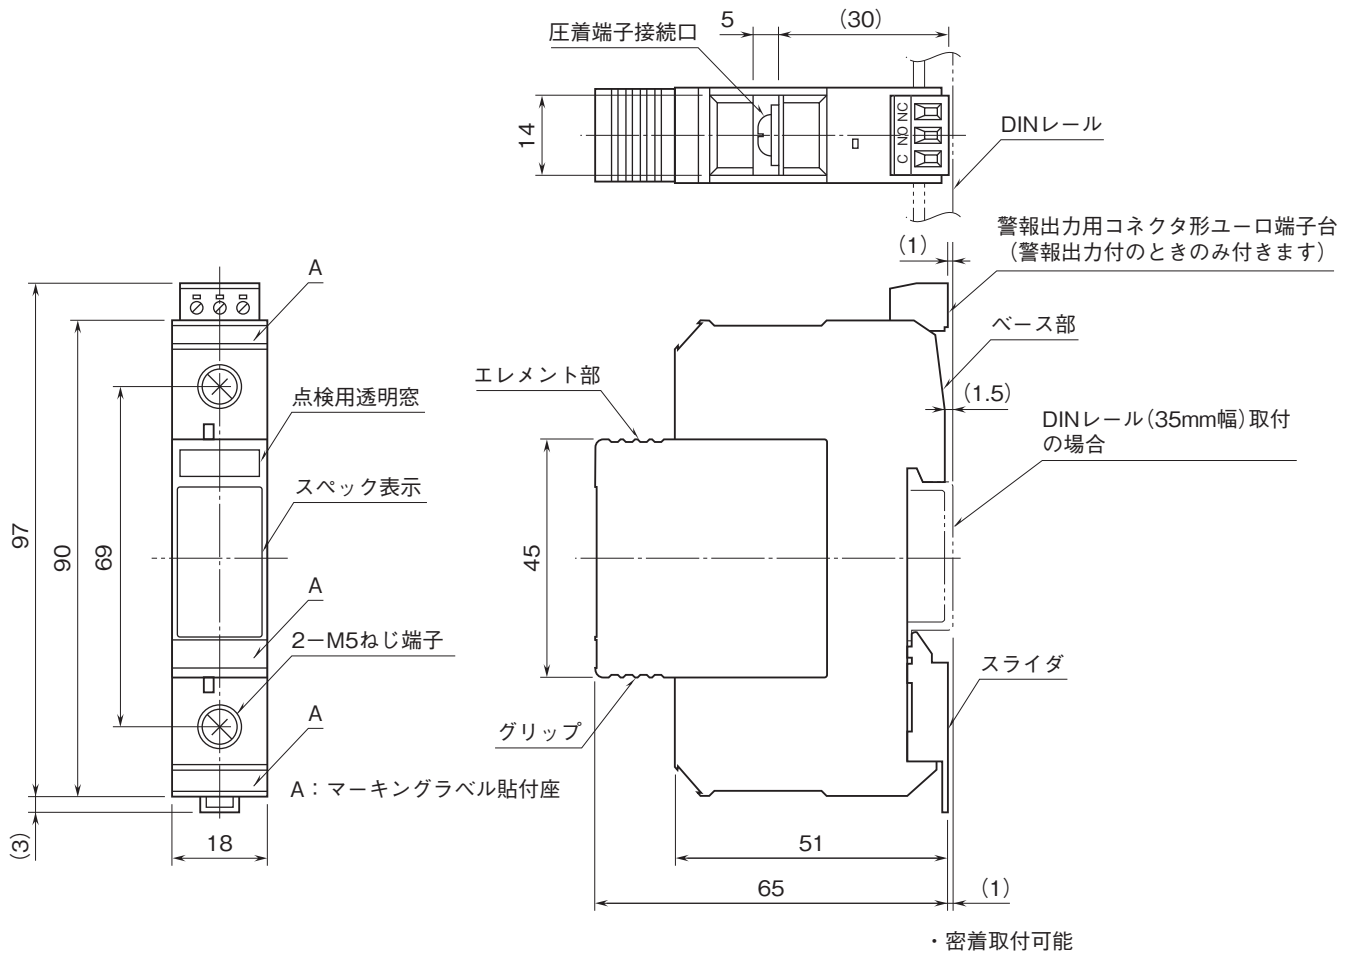 5
(30)
圧着端子接続口
14
C NO NC
DINレール
警報出力用コネクタ形ユーロ端子台
(警報出力付のときのみ付きます)
(1)
A
ベース部
エレメント部
点検用透明窓
(1.5)
DINレール(35mm幅)取付
の場合
スペック表示
97
90
69
45
A
2−M5ねじ端子
スライダ
A
グリップ
A:マーキングラベル貼付座
(3)
18
51
65
(1)
・密着取付可能